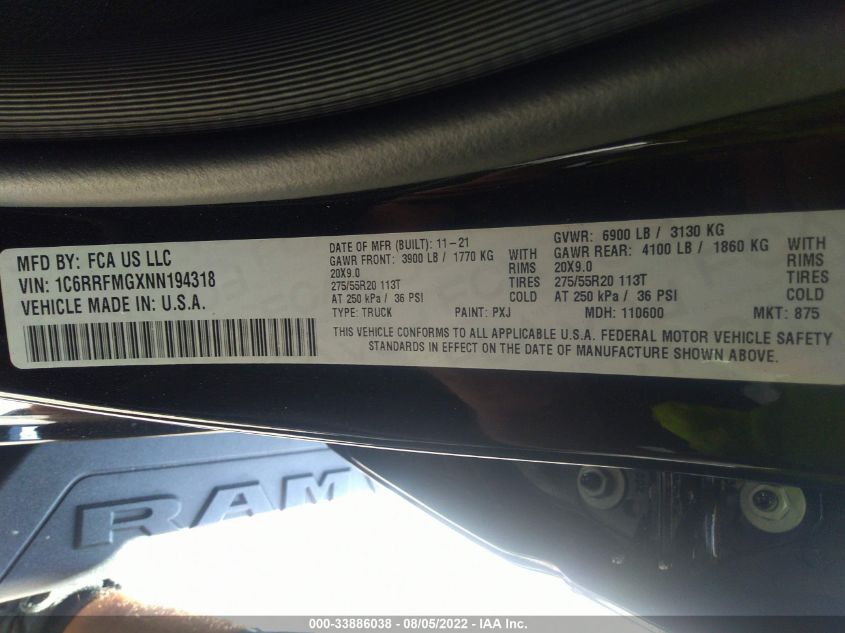 MFD BY: FCA US LLC
VIN: 1C6RRFMGXNN194318
VEHICLE MADE IN: U.S.A.
DATE OF MFR (BUILT): 11-21
GAWR FRONT: 3900 LB / 1770 KG WITH
20X9.0 RIMS
275/55R20 113T TIRES
AT 250 kPa / 36 PSI COLD
GVWR: 6900 LB / 3130 KG
GAWR REAR: 4100 LB / 1860 KG WITH
20X9.0 RIMS
275/55R20 113T TIRES
AT 250 kPa / 36 PSI COLD
TYPE: TRUCK PAINT: PXJ MDH: 110600 MKT: 875
THIS VEHICLE CONFORMS TO ALL APPLICABLE U.S.A. FEDERAL MOTOR VEHICLE SAFETY
STANDARDS IN EFFECT ON THE DATE OF MANUFACTURE SHOWN ABOVE.
RAM
000-33886038 - 08/05/2022 - IAA Inc.